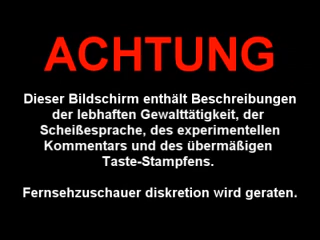 ACHTUNG
Dieser Bildschirm enthält Beschreibungen
der lebhaften Gewalttätigkeit, der
Scheißesprache, des experimentellen
Kommentars und des übermäßigen
Taste-Stampfens.
Fernsehzuschauer diskretion wird geraten.